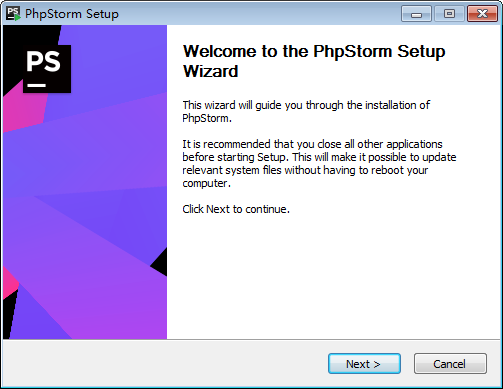 PS PhpStorm Setup
PS
Welcome to the PhpStorm Setup
Wizard
This wizard will guide you through the installation of
PhpStorm.
It is recommended that you close all other applications
before starting Setup. This will make it possible to update
relevant system files without having to reboot your
computer.
Click Next to continue.
Next >
Cancel